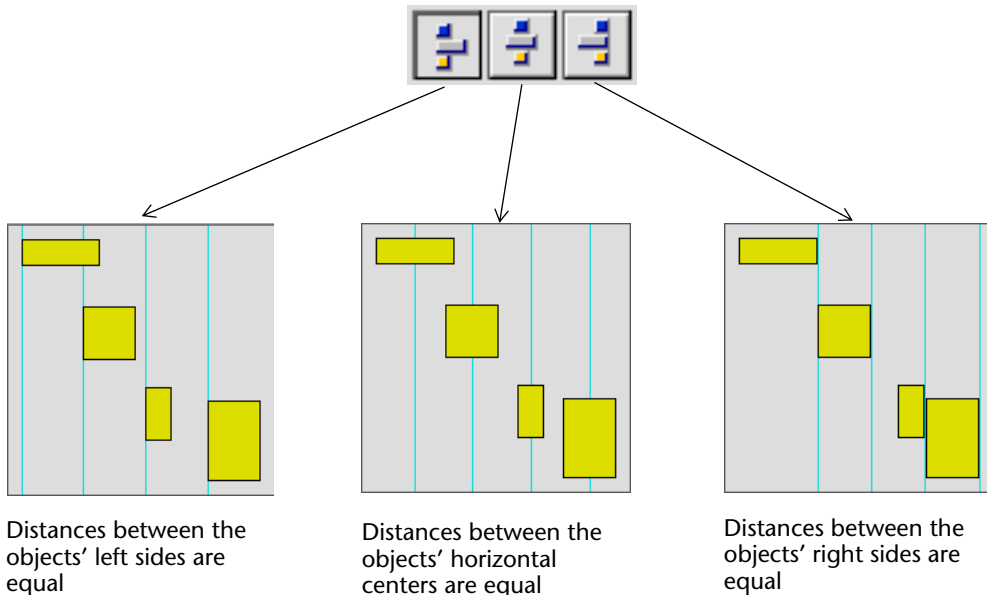 Distances between the
objects’ left sides are
equal
Distances between the
objects’ horizontal
centers are equal
Distances between the
objects’ right sides are
equal